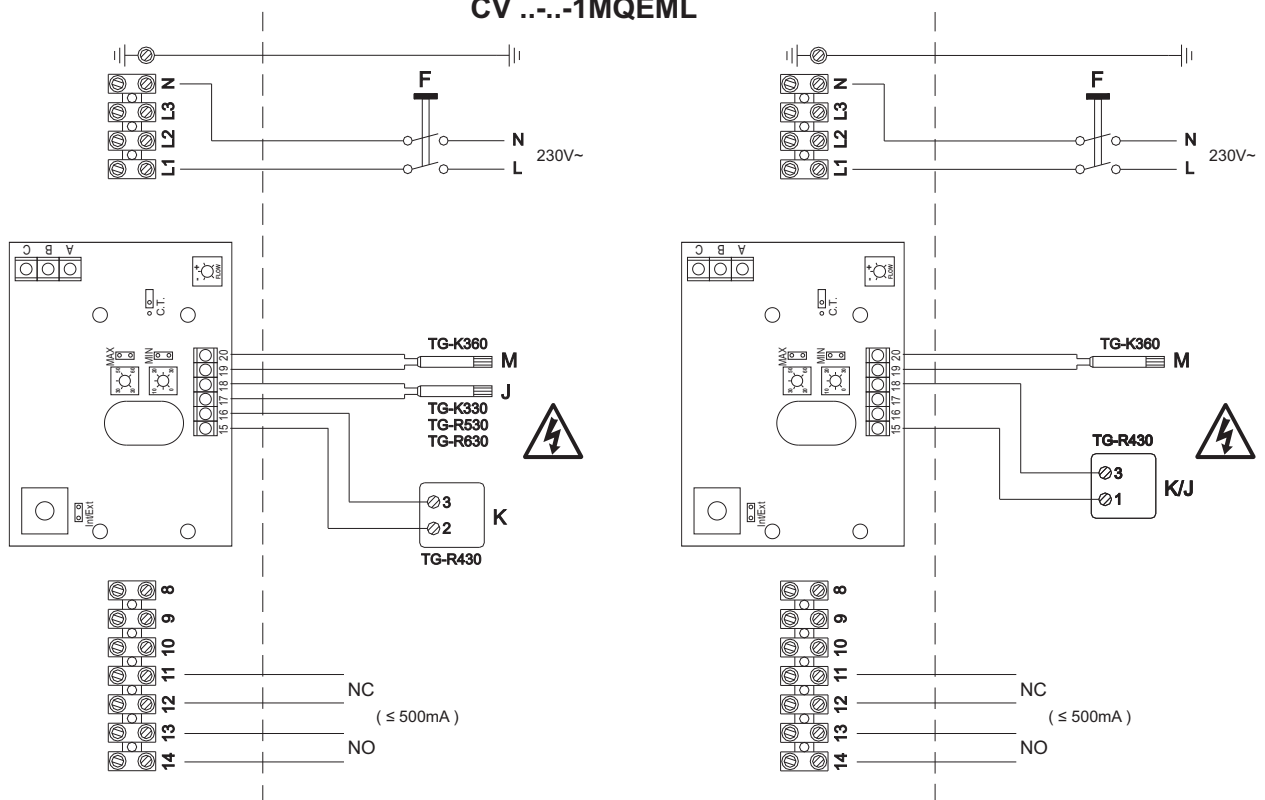 CV ..-..-1MQEML
N
L3
L2
L1
F
N
L
230V~
C B A
- +
FLOW
C.T.
MAX
MIN
20
19
18
17
16
15
Int/Ext
TG-K360
M
J
TG-K330
TG-R530
TG-R630
3
2
K
TG-R430
8
9
10
11
12
13
14
NC
( ≤ 500mA )
NO
N
L3
L2
L1
F
N
L
230V~
C B A
- +
FLOW
C.T.
MAX
MIN
20
19
18
17
16
15
Int/Ext
TG-K360
M
TG-R430
3
1
K/J
8
9
10
11
12
13
14
NC
( ≤ 500mA )
NO